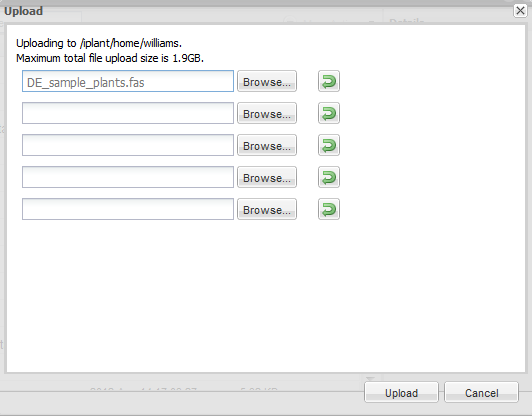 Upload
Details
Uploading to /iplant/home/williams.
Maximum total file upload size is 1.9GB.
DE_sample_plants.fas Browse...
Browse...
Browse...
Browse...
Browse...
Upload Cancel